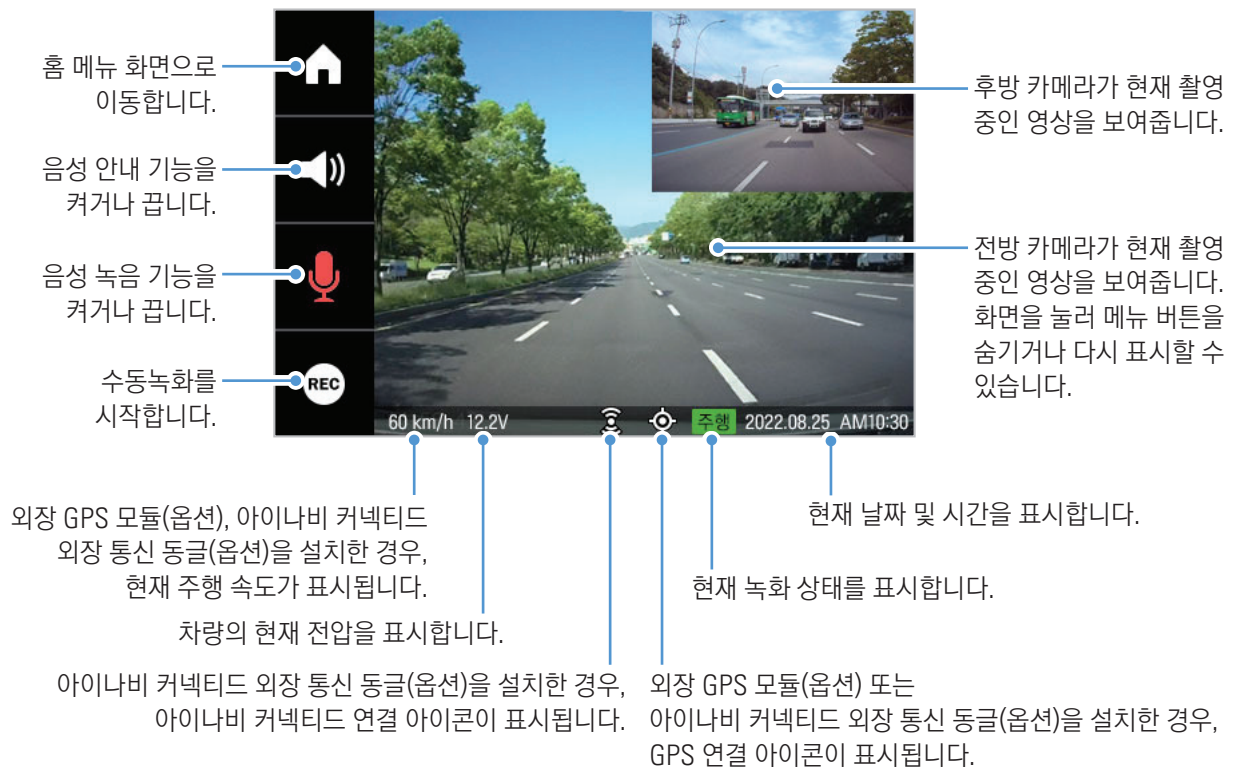 홈 메뉴 화면으로
이동합니다.
음성 안내 기능을
켜거나 끕니다.
음성 녹음 기능을
켜거나 끕니다.
수동녹화를
시작합니다.
REC
후방 카메라가 현재 촬영
중인 영상을 보여줍니다.
전방 카메라가 현재 촬영
중인 영상을 보여줍니다.
화면을 눌러 메뉴 버튼을
숨기거나 다시 표시할 수
있습니다.
60 km/h 12.2V 주행 2022.08.25 AM10:30
외장 GPS 모듈(옵션), 아이나비 커넥티드
외장 통신 동글(옵션)을 설치한 경우,
현재 주행 속도가 표시됩니다.
차량의 현재 전압을 표시합니다.
아이나비 커넥티드 외장 통신 동글(옵션)을 설치한 경우,
아이나비 커넥티드 연결 아이콘이 표시됩니다.
현재 날짜 및 시간을 표시합니다.
현재 녹화 상태를 표시합니다.
외장 GPS 모듈(옵션) 또는
아이나비 커넥티드 외장 통신 동글(옵션)을 설치한 경우,
GPS 연결 아이콘이 표시됩니다.